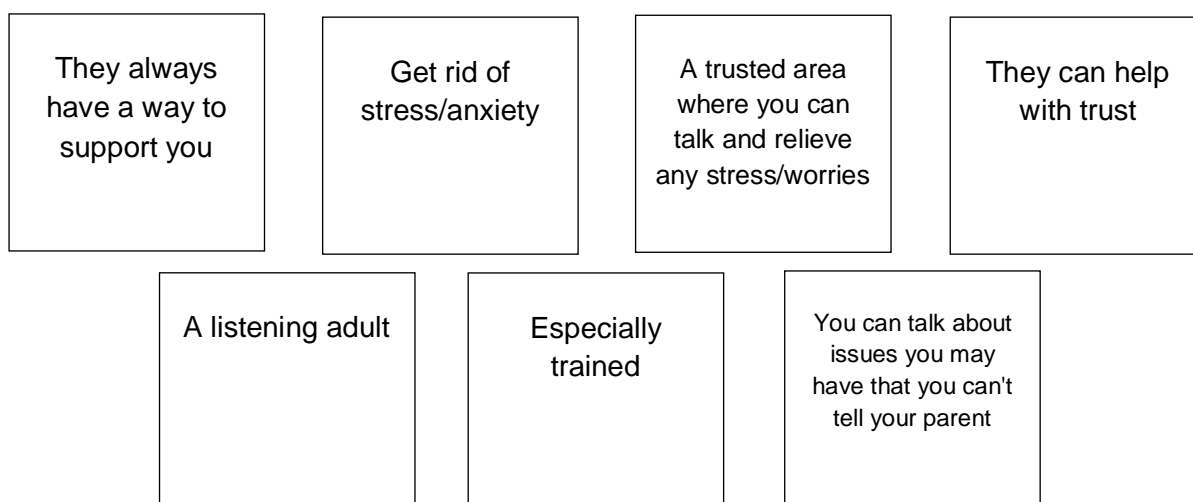 They always
have a way to
support you
Get rid of
stress/anxiety
A trusted area
where you can
talk and relieve
any stress/worries
They can help
with trust
A listening adult
Especially
trained
You can talk about
issues you may
have that you can't
tell your parent